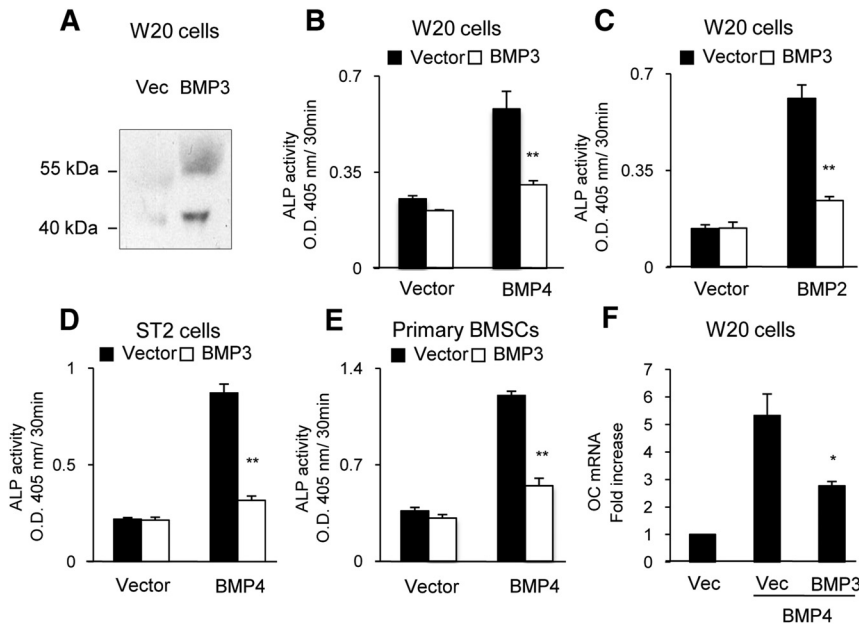 A
W20 cells
Vec BMP3
55 kDa
40 kDa
B
W20 cells
Vector BMP3
ALP activity
O.D. 405 nm/ 30min
0.7
0.35
0
**
Vector
BMP4
C
W20 cells
Vector BMP3
ALP activity
O.D. 405 nm/ 30min
0.7
0.35
0
**
Vector
BMP2
D
ST2 cells
Vector BMP3
ALP activity
O.D. 405 nm/ 30min
1
0.5
0
**
Vector
BMP4
E
Primary BMSCs
Vector BMP3
ALP activity
O.D. 405 nm/ 30min
1.4
0.7
0
**
Vector
BMP4
F
W20 cells
OC mRNA
Fold increase
7
6
5
4
3
2
1
0
*
Vec Vec BMP3
BMP4